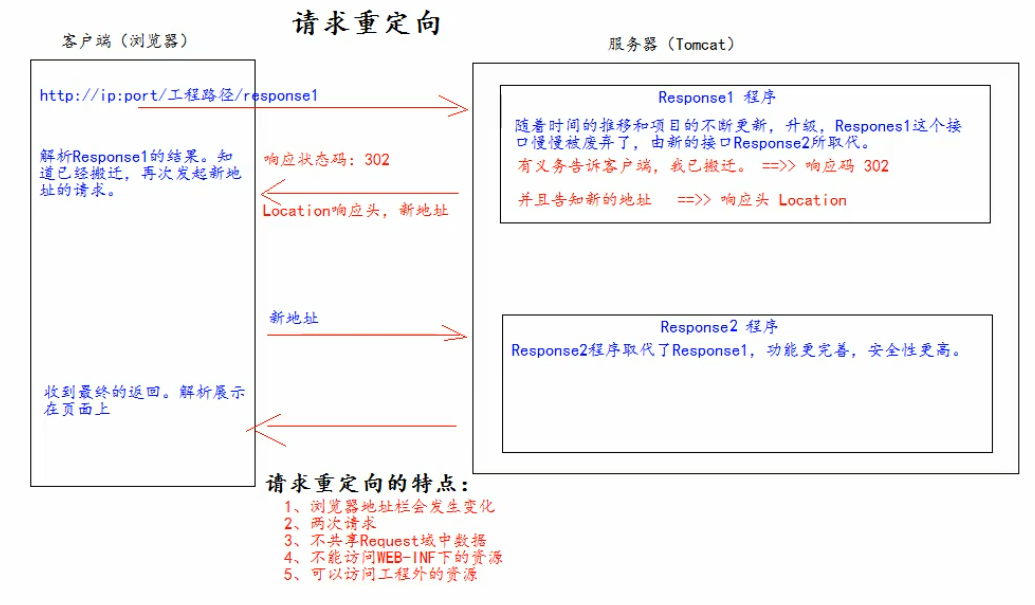 请求重定向
客户端（浏览器）
服务器（Tomcat）
http://ip:port/工程路径/response1
Response1 程序
随着时间的推移和项目的不断更新，升级，Respones1这个接
口慢慢被废弃了，由新的接口Response2所取代。
有义务告诉客户端，我已搬迁。 ==>> 响应码 302
并且告知新的地址 ==>> 响应头 Location
解析Response1的结果。知
道已经搬迁，再次发起新地
址的请求。
响应状态码：302
Location响应头，新地址
新地址
Response2 程序
Response2程序取代了Response1，功能更完善，安全性更高。
收到最终的返回。解析展示
在页面上
请求重定向的特点：
1、浏览器地址栏会发生变化
2、两次请求
3、不共享Request域中数据
4、不能访问WEB-INF下的资源
5、可以访问工程外的资源